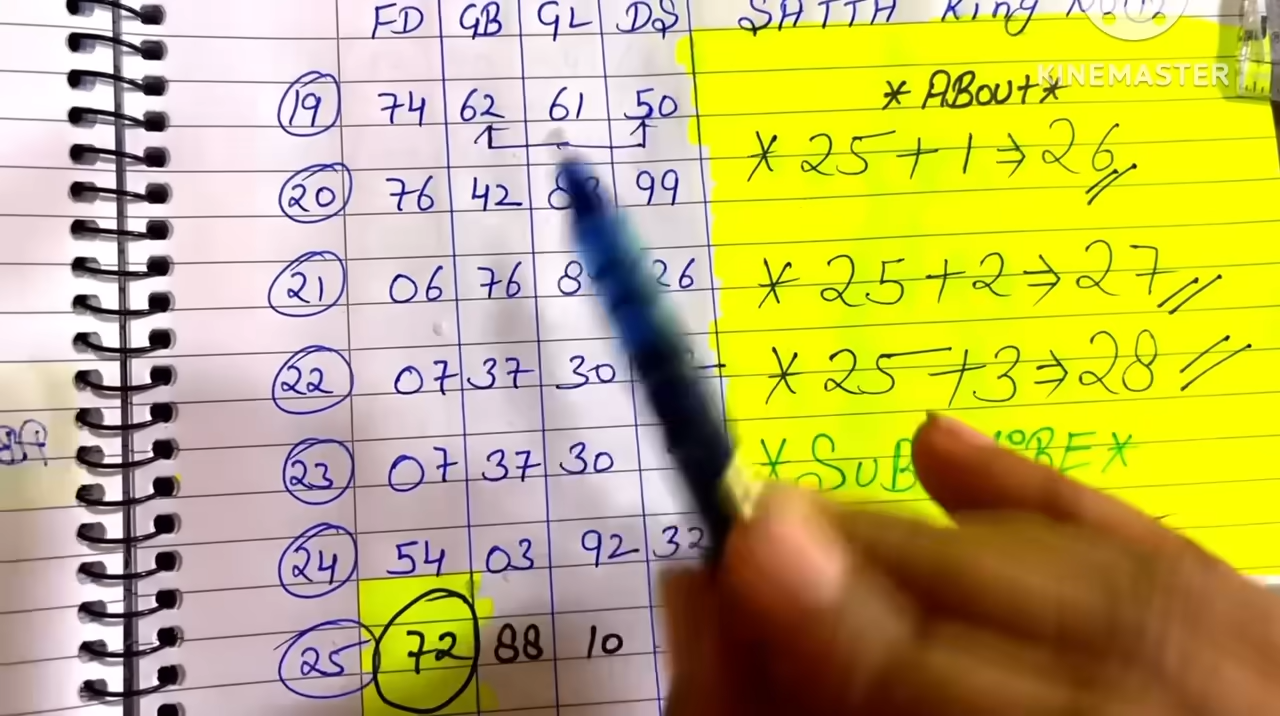 FD GB GL DS
SATTA King
KINEMASTER
* ABout *
19 74 62 61 50
* 25 + 1 ⇒ 26
20 76 42 99
21 06 76 26
* 25 + 2 ⇒ 27
22 07 37 30
* 25 + 3 ⇒ 28
23 07 37 30
24 54 03 92 32
25 72 88 10